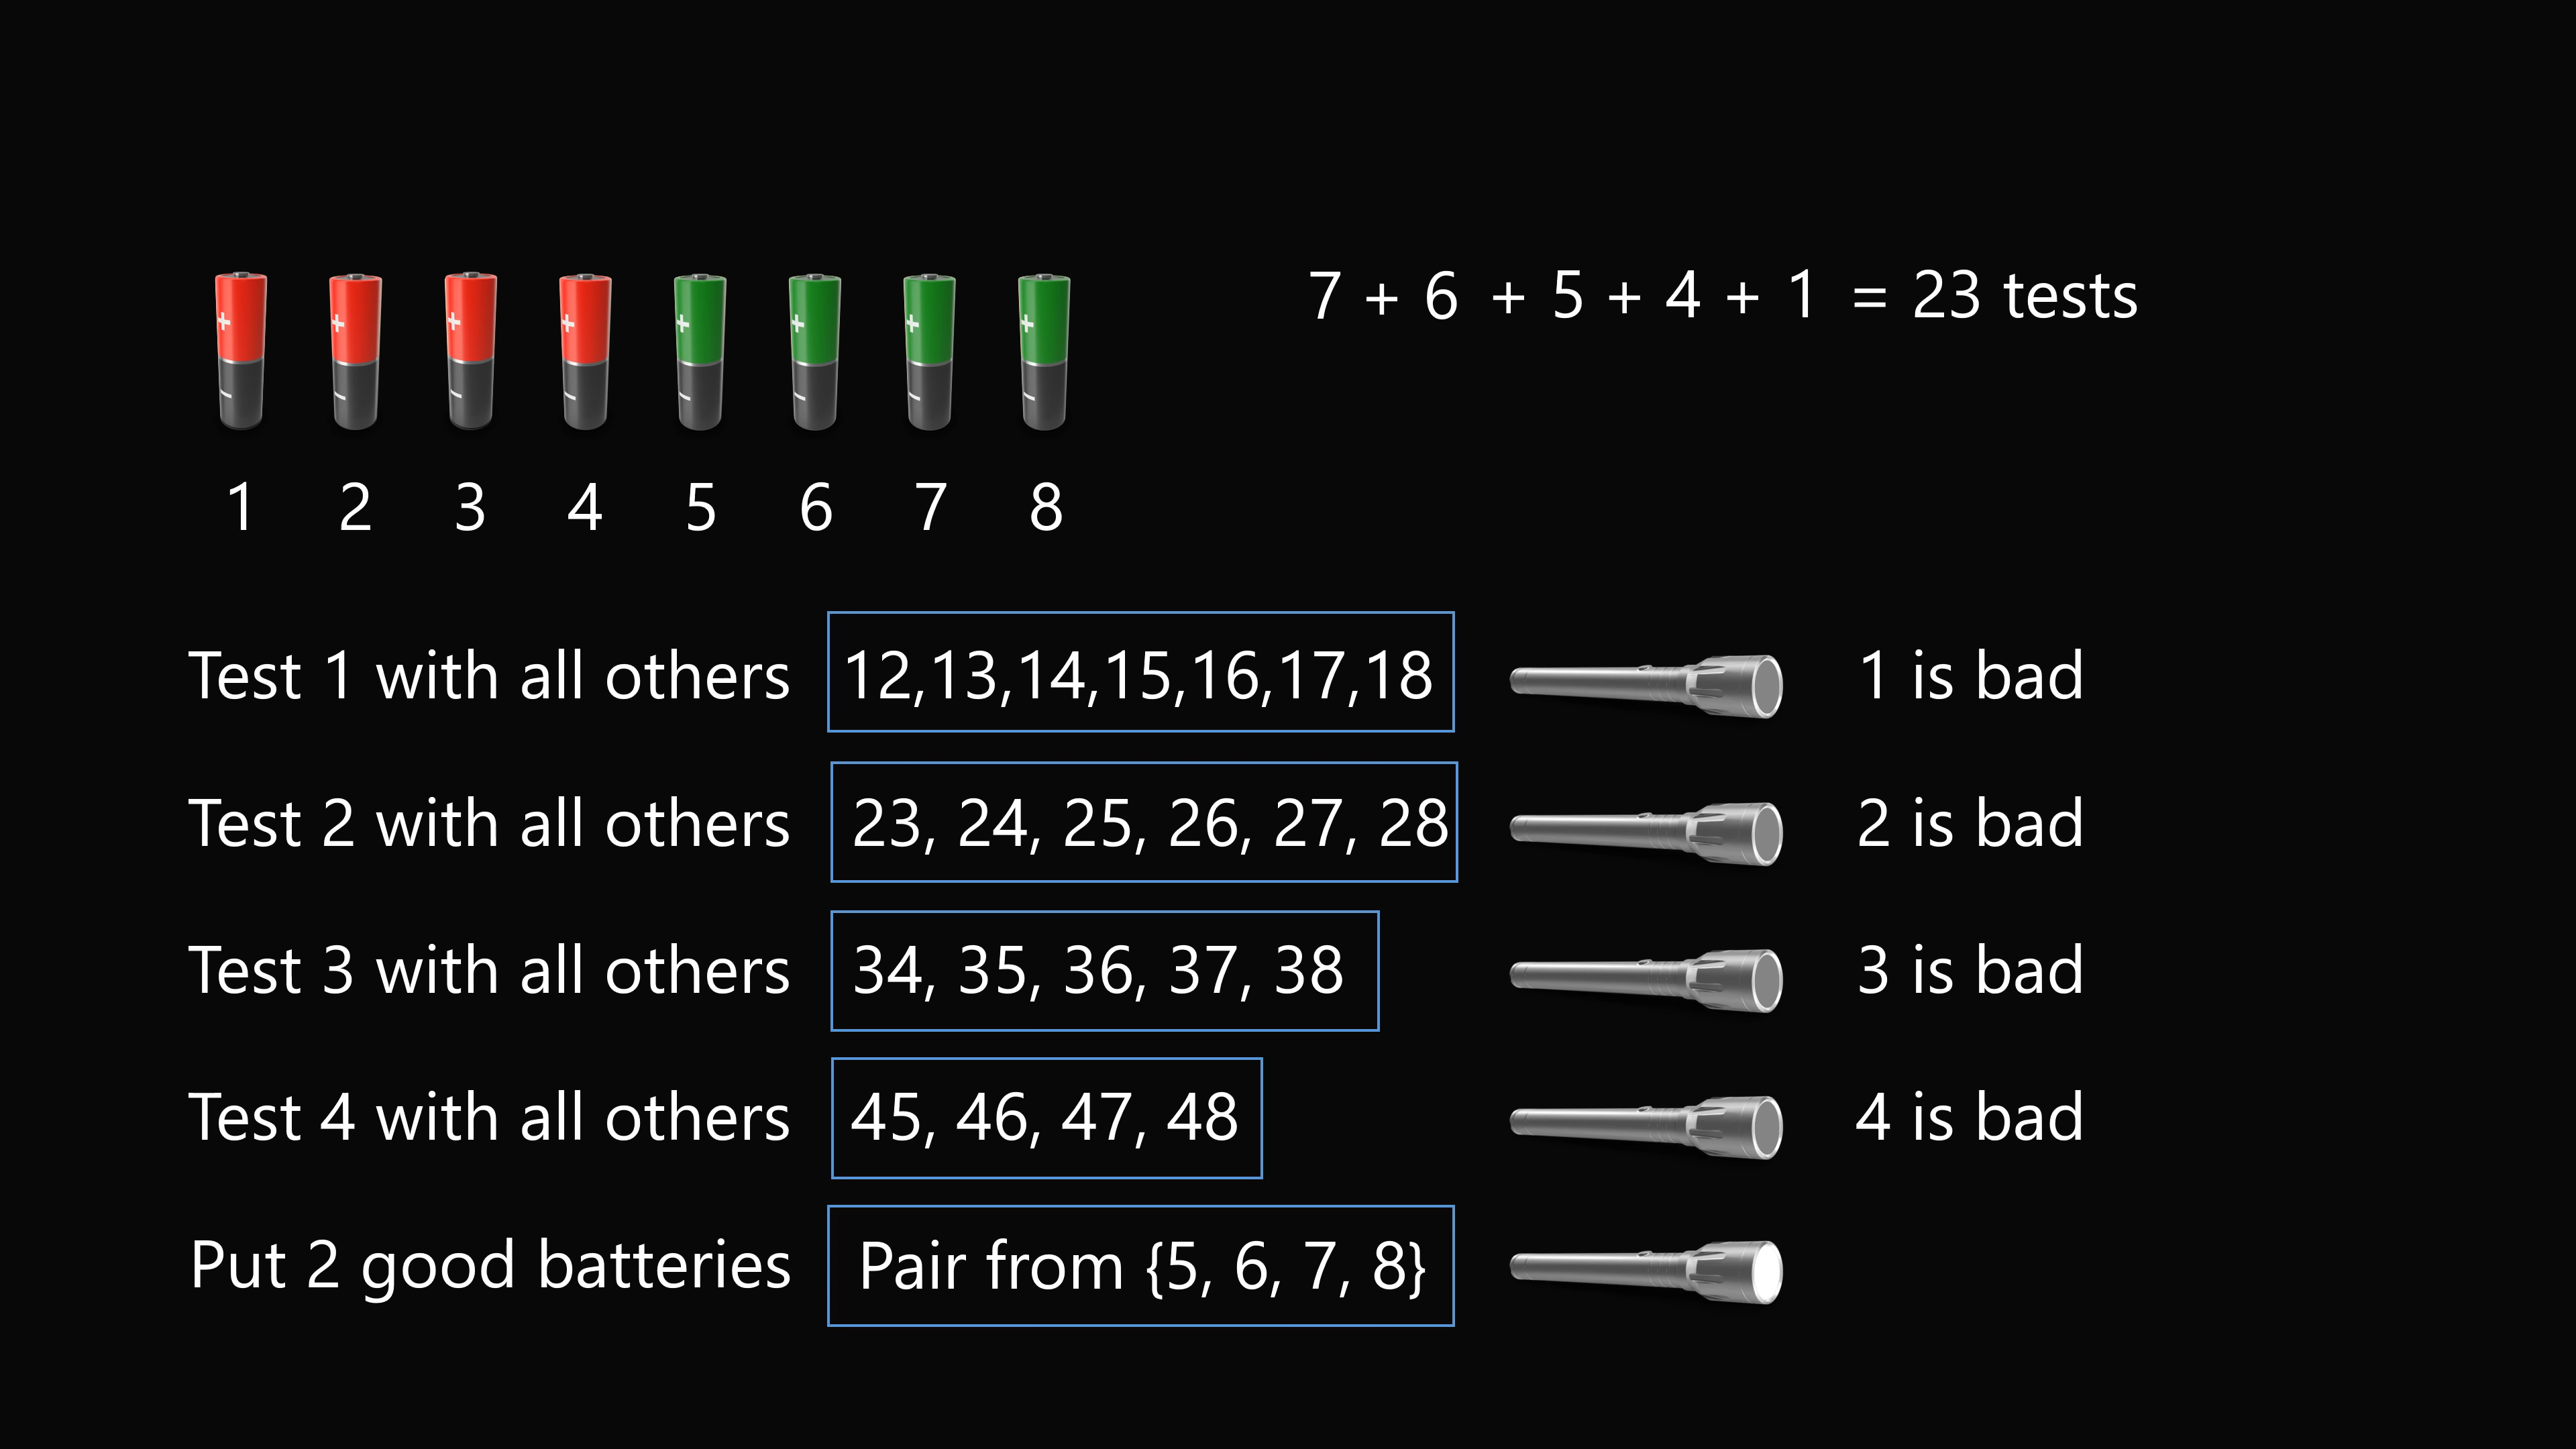 7 + 6 + 5 + 4 + 1 = 23 tests
1 2 3 4 5 6 7 8
Test 1 with all others 12,13,14,15,16,17,18 1 is bad
Test 2 with all others 23, 24, 25, 26, 27, 28 2 is bad
Test 3 with all others 34, 35, 36, 37, 38 3 is bad
Test 4 with all others 45, 46, 47, 48 4 is bad
Put 2 good batteries Pair from {5, 6, 7, 8}